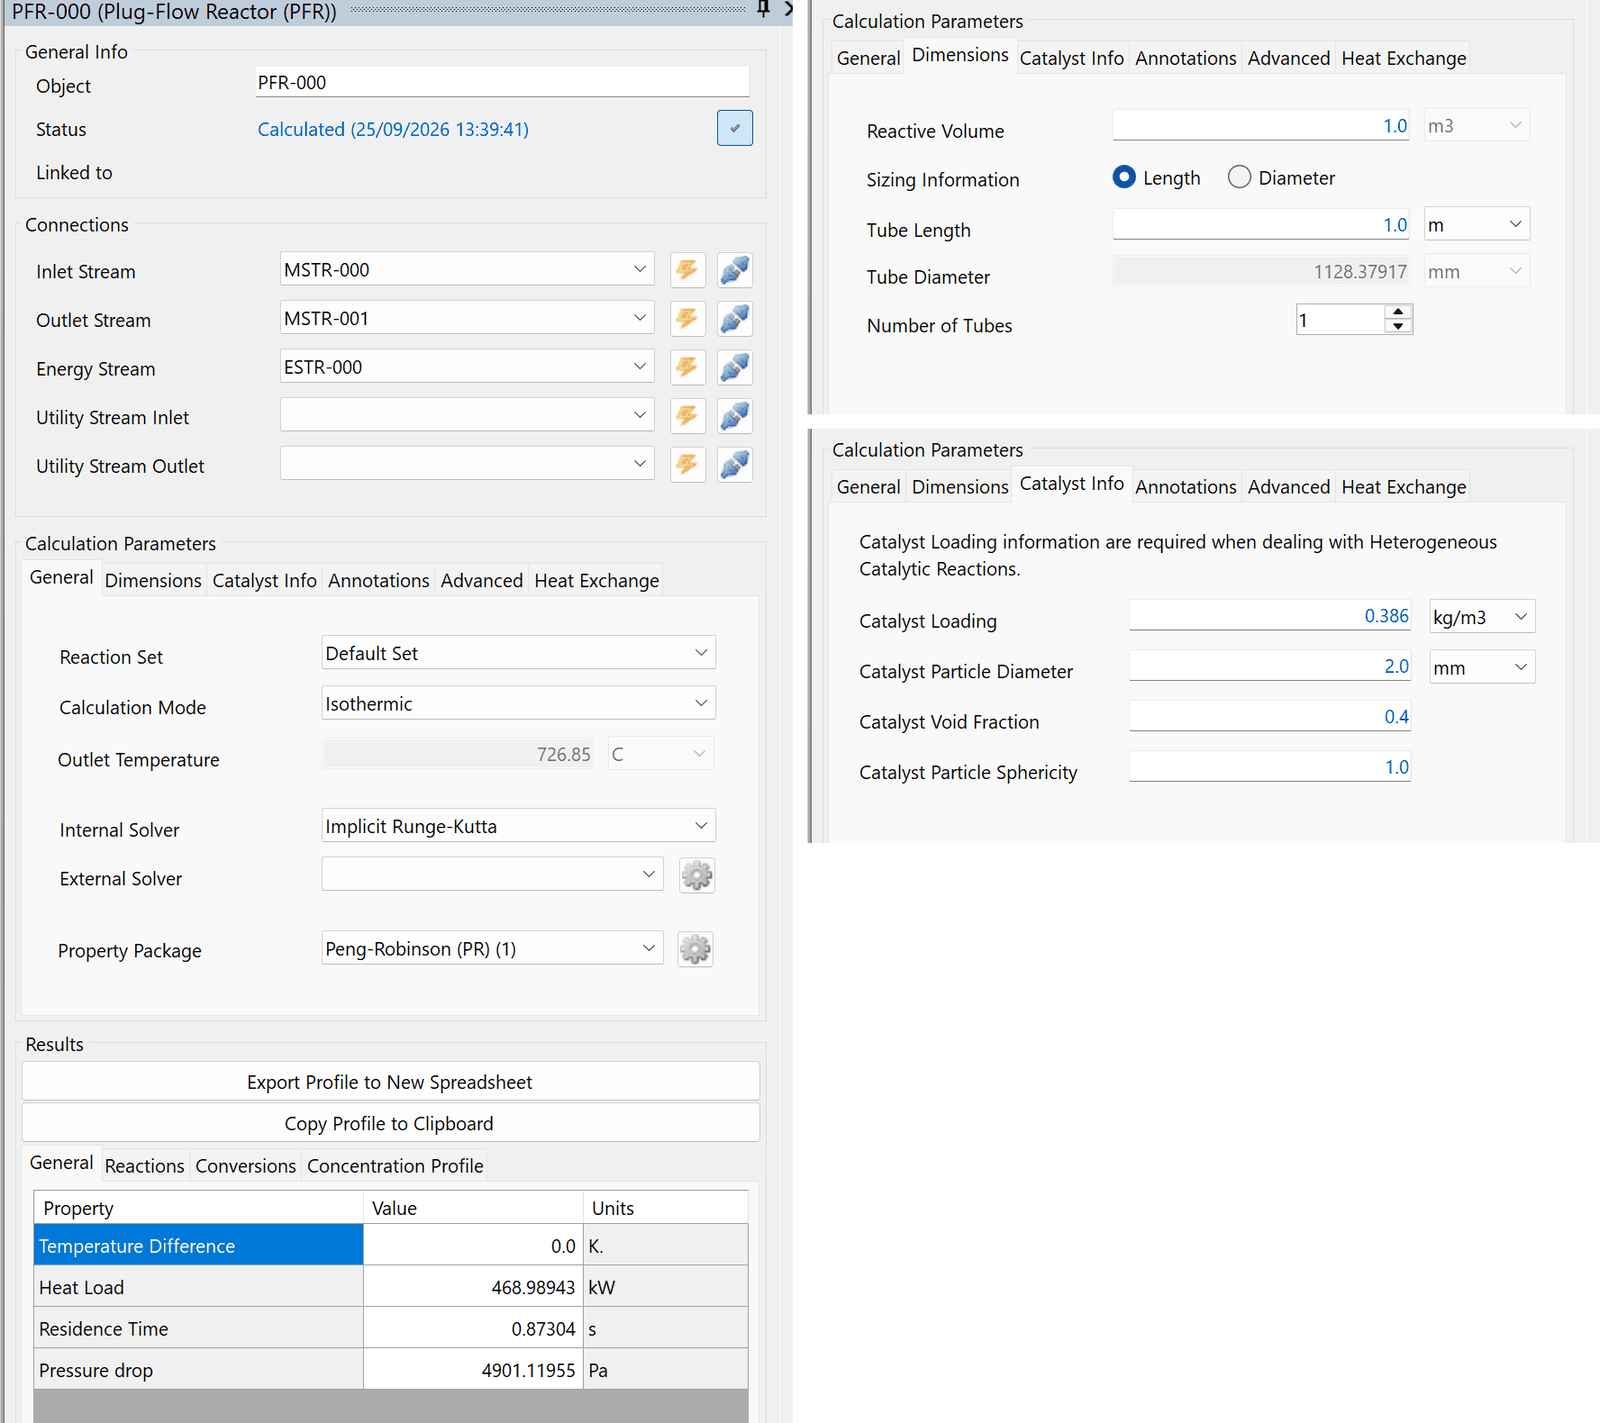 PFR-000 (Plug-Flow Reactor (PFR))
General Info
Object PFR-000
Status Calculated (25/09/2026 13:39:41)
Linked to
Connections
Inlet Stream MSTR-000
Outlet Stream MSTR-001
Energy Stream ESTR-000
Utility Stream Inlet
Utility Stream Outlet
Calculation Parameters
General Dimensions Catalyst Info Annotations Advanced Heat Exchange
Reaction Set Default Set
Calculation Mode Isothermic
Outlet Temperature 726.85 C
Internal Solver Implicit Runge-Kutta
External Solver
Property Package Peng-Robinson (PR) (1)
Results
Export Profile to New Spreadsheet
Copy Profile to Clipboard
General Reactions Conversions Concentration Profile
Property Value Units
Temperature Difference 0.0 K.
Heat Load 468.98943 kW
Residence Time 0.87304 s
Pressure drop 4901.11955 Pa
Calculation Parameters
General Dimensions Catalyst Info Annotations Advanced Heat Exchange
Reactive Volume 1.0 m3
Sizing Information Length Diameter
Tube Length 1.0 m
Tube Diameter 1128.37917 mm
Number of Tubes 1
Calculation Parameters
General Dimensions Catalyst Info Annotations Advanced Heat Exchange
Catalyst Loading information are required when dealing with Heterogeneous
Catalytic Reactions.
Catalyst Loading 0.386 kg/m3
Catalyst Particle Diameter 2.0 mm
Catalyst Void Fraction 0.4
Catalyst Particle Sphericity 1.0